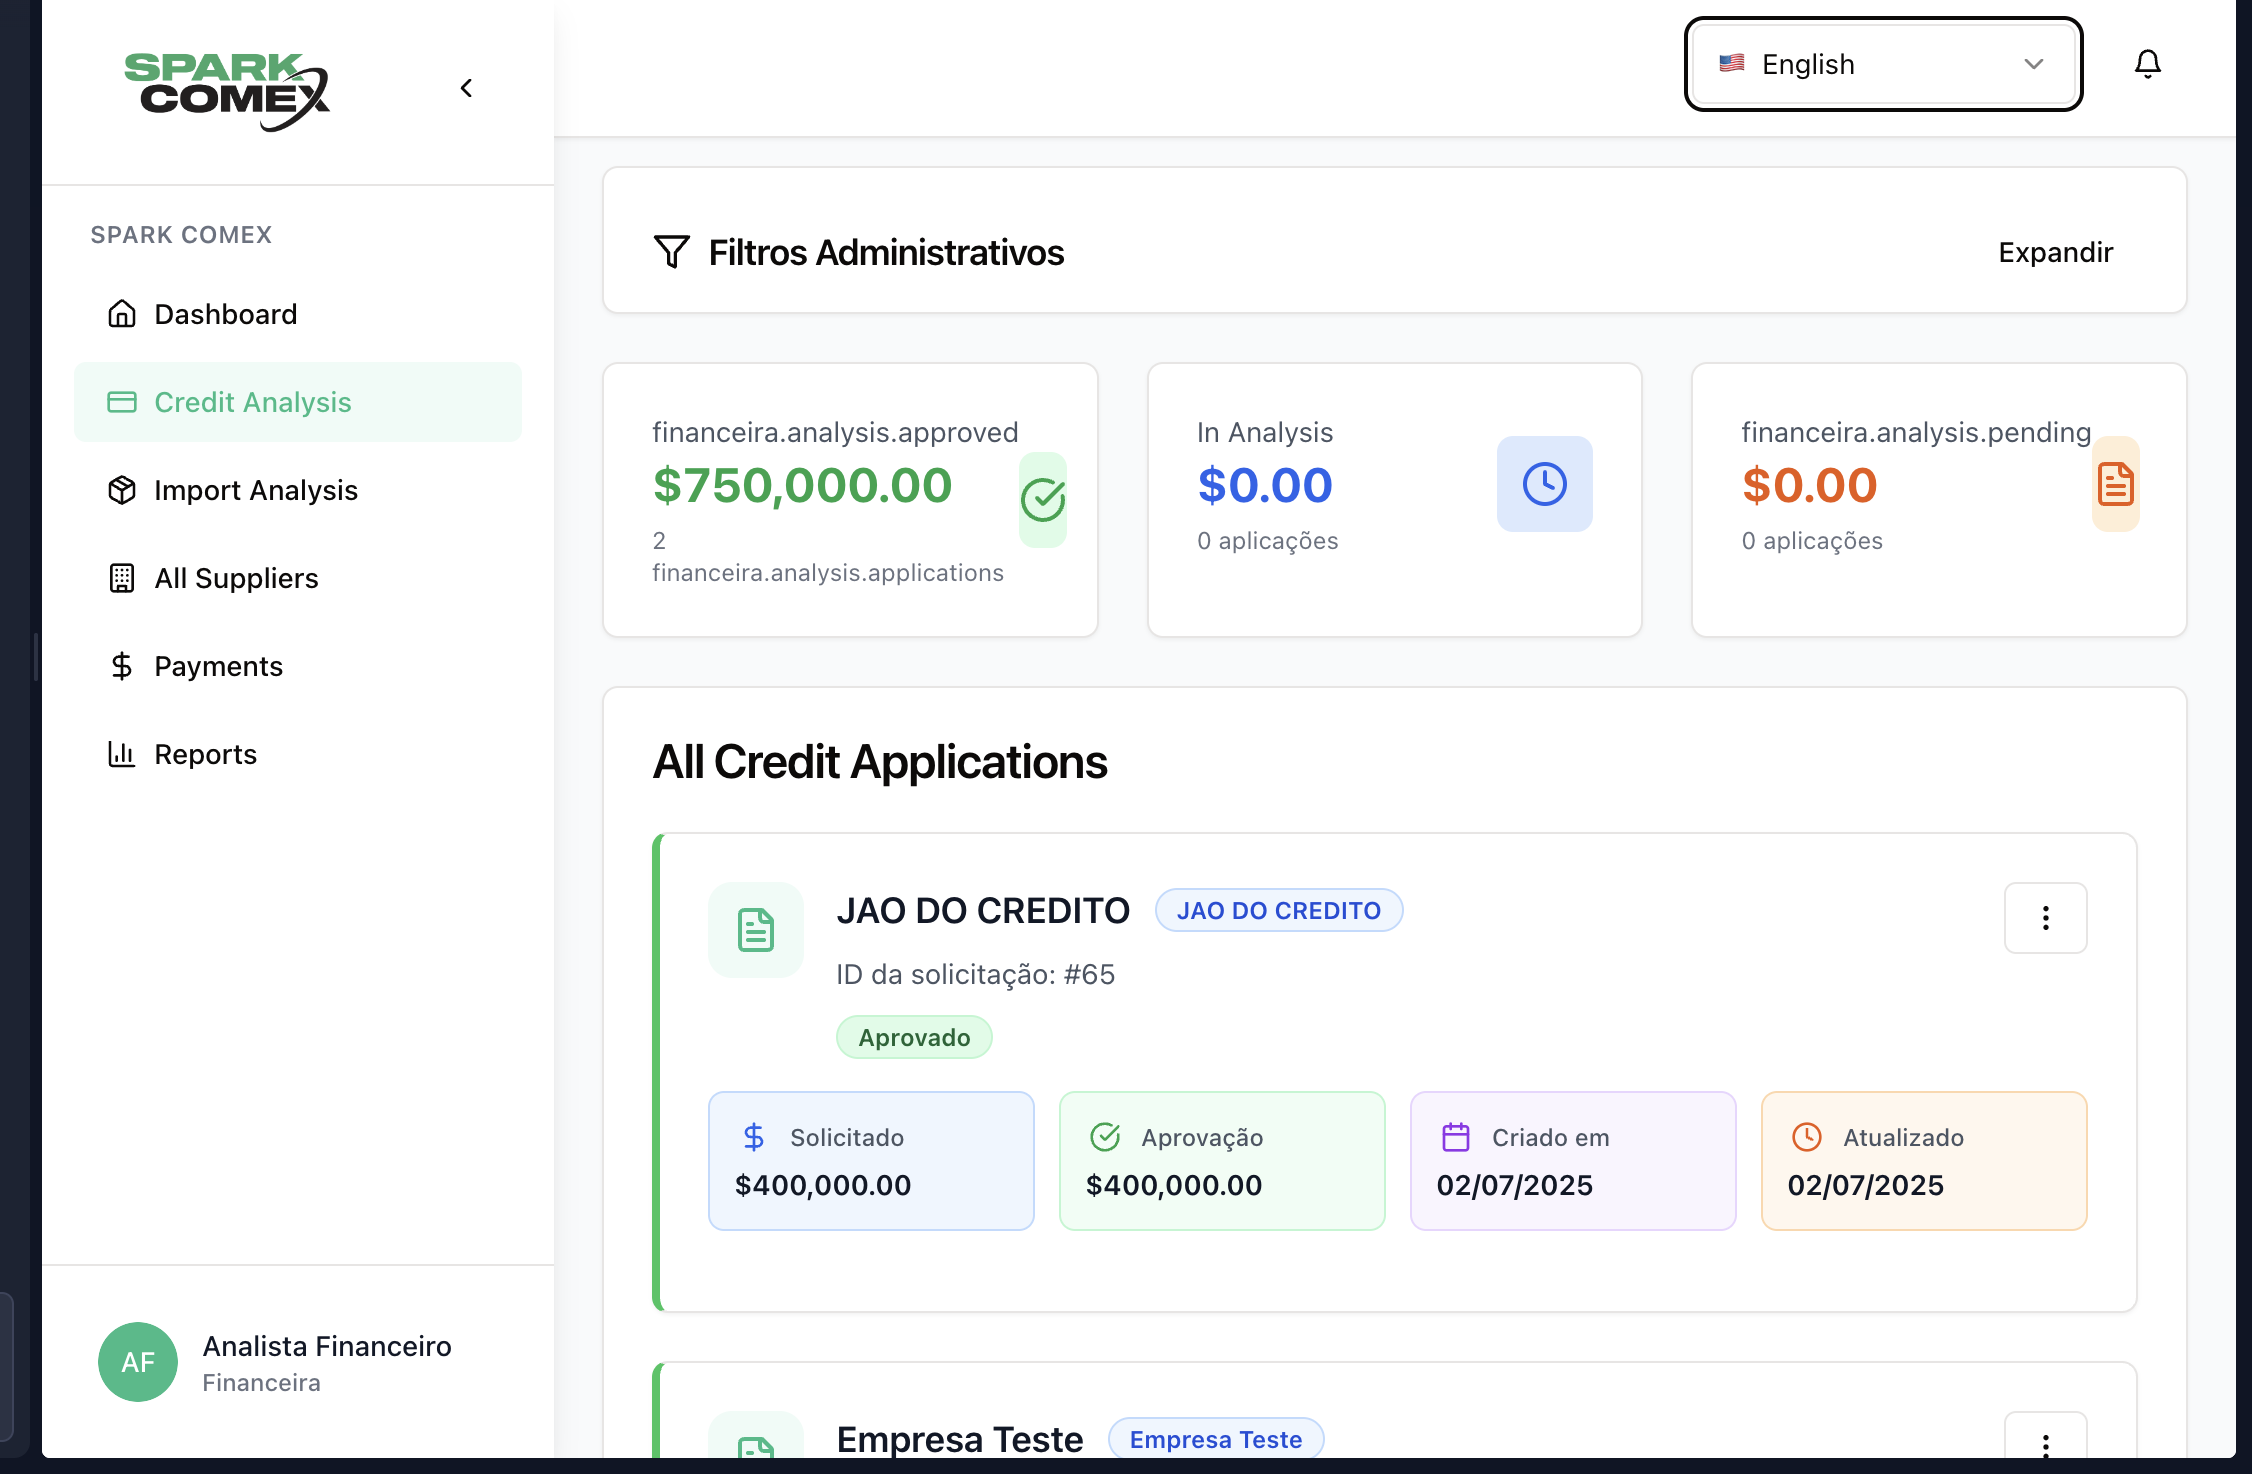 SPARK
COMEX
English
SPARK COMEX
Dashboard
Credit Analysis
Import Analysis
All Suppliers
Payments
Reports
AF
Analista Financeiro
Financeira
Filtros Administrativos
Expandir
financeira.analysis.approved
$750,000.00
2
financeira.analysis.applications
In Analysis
$0.00
0 aplicações
financeira.analysis.pending
$0.00
0 aplicações
All Credit Applications
JAO DO CREDITO
JAO DO CREDITO
ID da solicitação: #65
Aprovado
Solicitado
$400,000.00
Aprovação
$400,000.00
Criado em
02/07/2025
Atualizado
02/07/2025
Empresa Teste
Empresa Teste